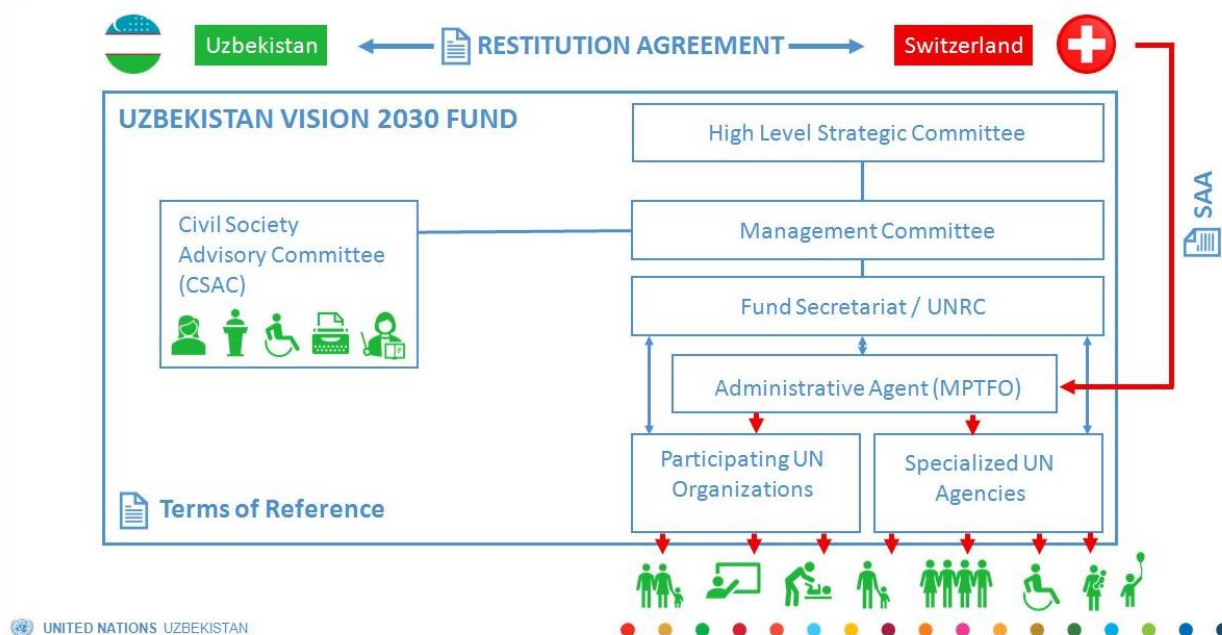 Uzbekistan
RESTITUTION AGREEMENT
Switzerland
UZBEKISTAN VISION 2030 FUND
High Level Strategic Committee
SAA
Civil Society
Advisory Committee
(CSAC)
Management Committee
Fund Secretariat / UNRC
Administrative Agent (MPTFO)
Participating UN
Organizations
Specialized UN
Agencies
Terms of Reference
UNITED NATIONS UZBEKISTAN